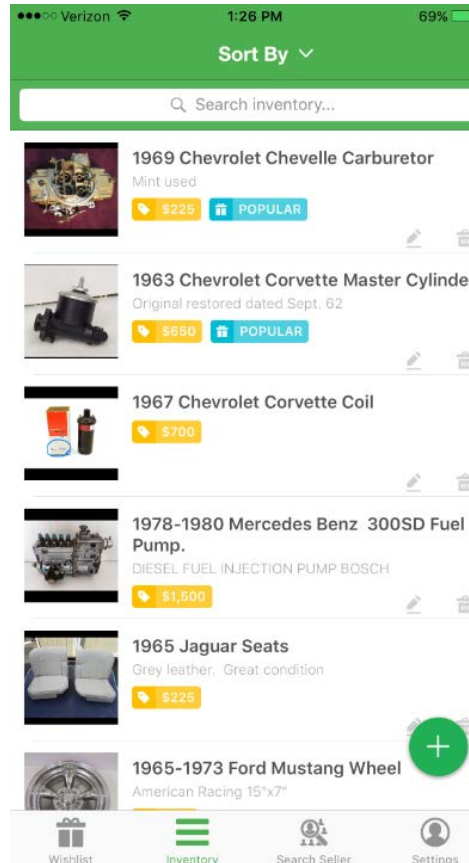 Verizon 1:26 PM 69%
Sort By
Search inventory...
1969 Chevrolet Chevelle Carburetor
Mint used
$225 POPULAR
1963 Chevrolet Corvette Master Cylinde
Original restored dated Sept. 62
$650 POPULAR
1967 Chevrolet Corvette Coil
$700
1978-1980 Mercedes Benz 300SD Fuel
Pump.
DIESEL FUEL INJECTION PUMP BOSCH
$1,500
1965 Jaguar Seats
Grey leather. Great condition
$225
1965-1973 Ford Mustang Wheel
American Racing 15"x7"
Wishlist Inventory Search Seller Settings